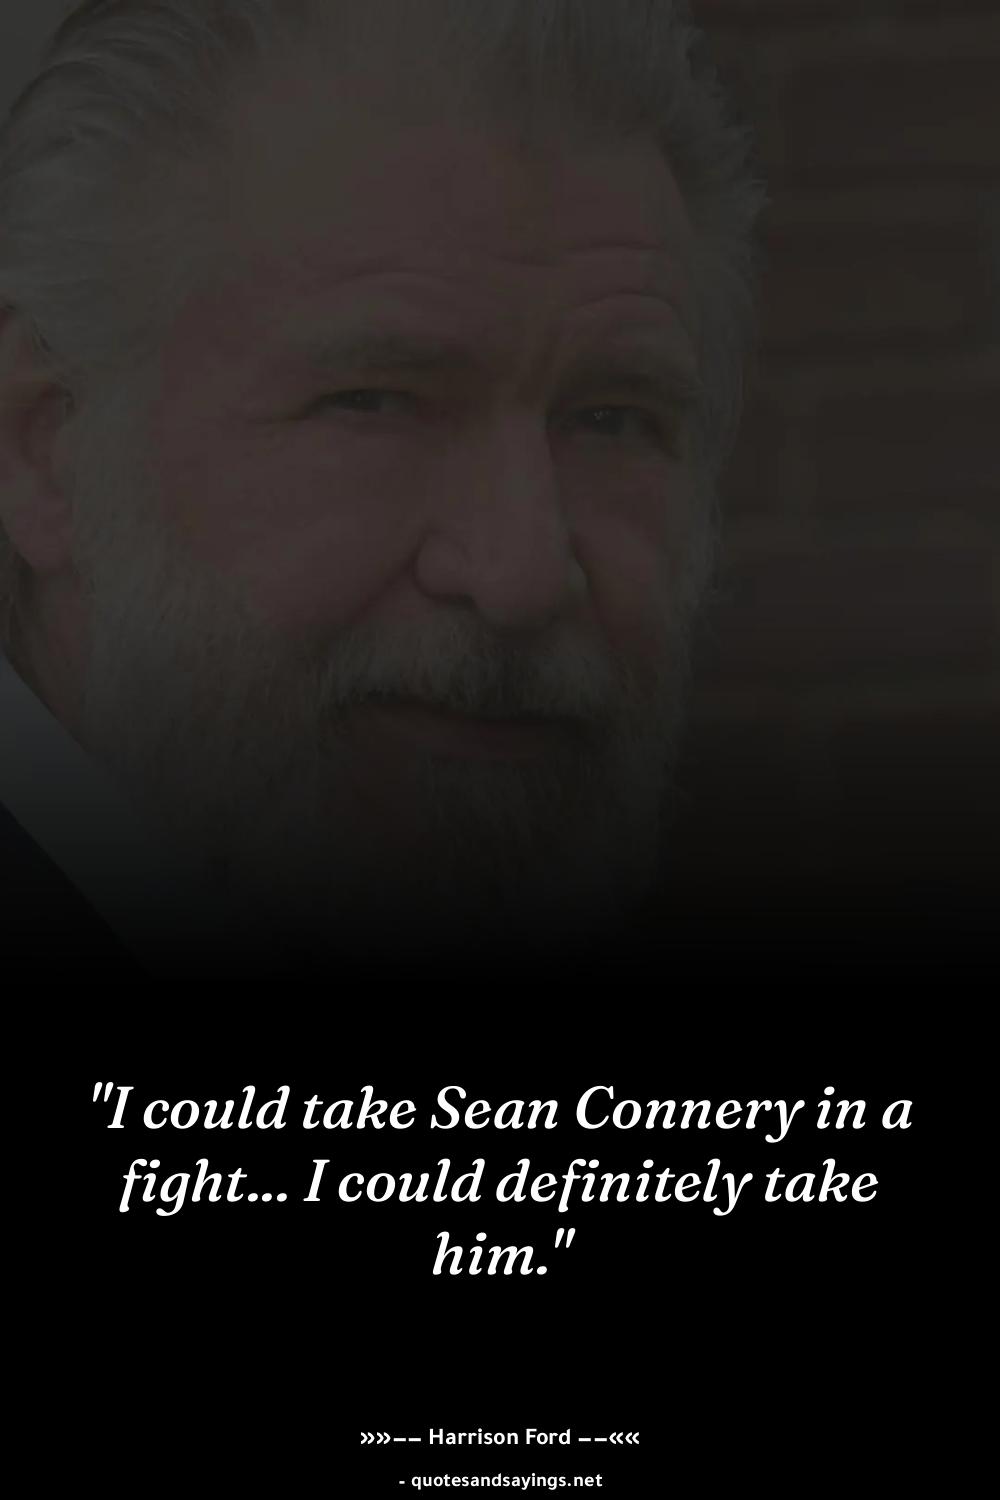 "I could take Sean Connery in a
fight... I could definitely take
him."
»»–– Harrison Ford ––««
- quotesandsayings.net